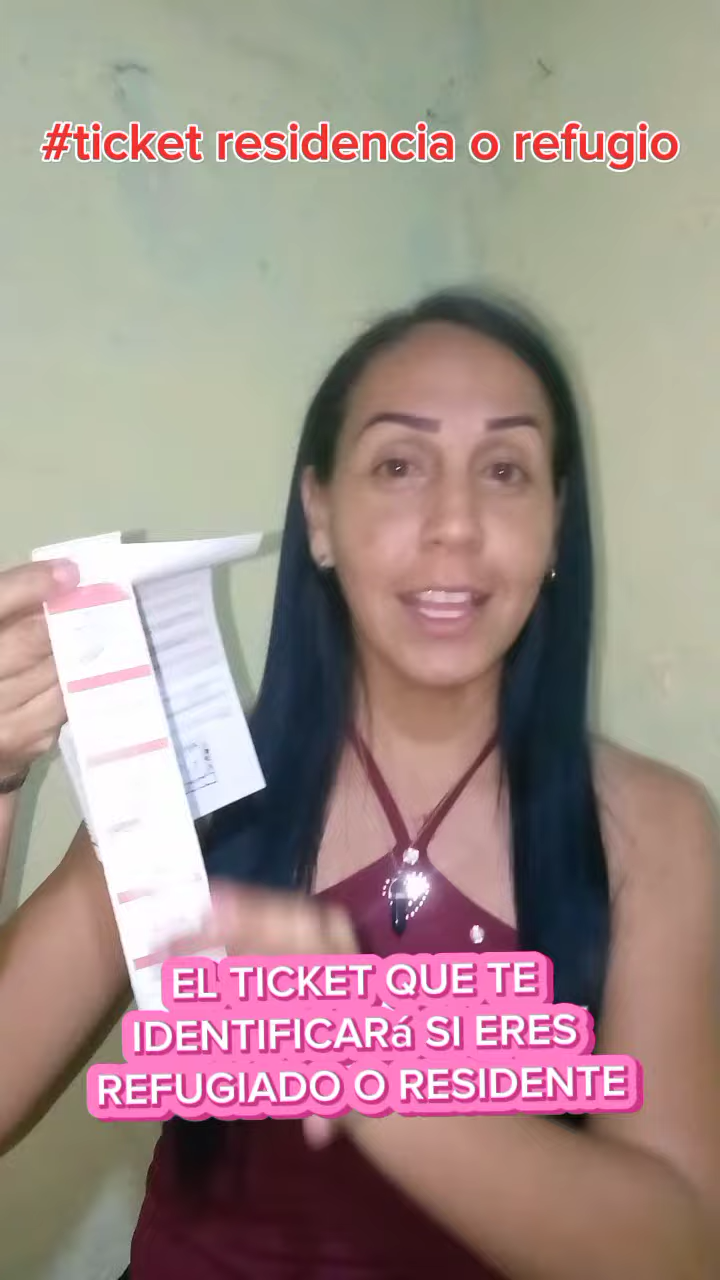 #ticket residencia o refugio
EL TICKET QUE TE
IDENTIFICARá SI ERES
REFUGIADO O RESIDENTE